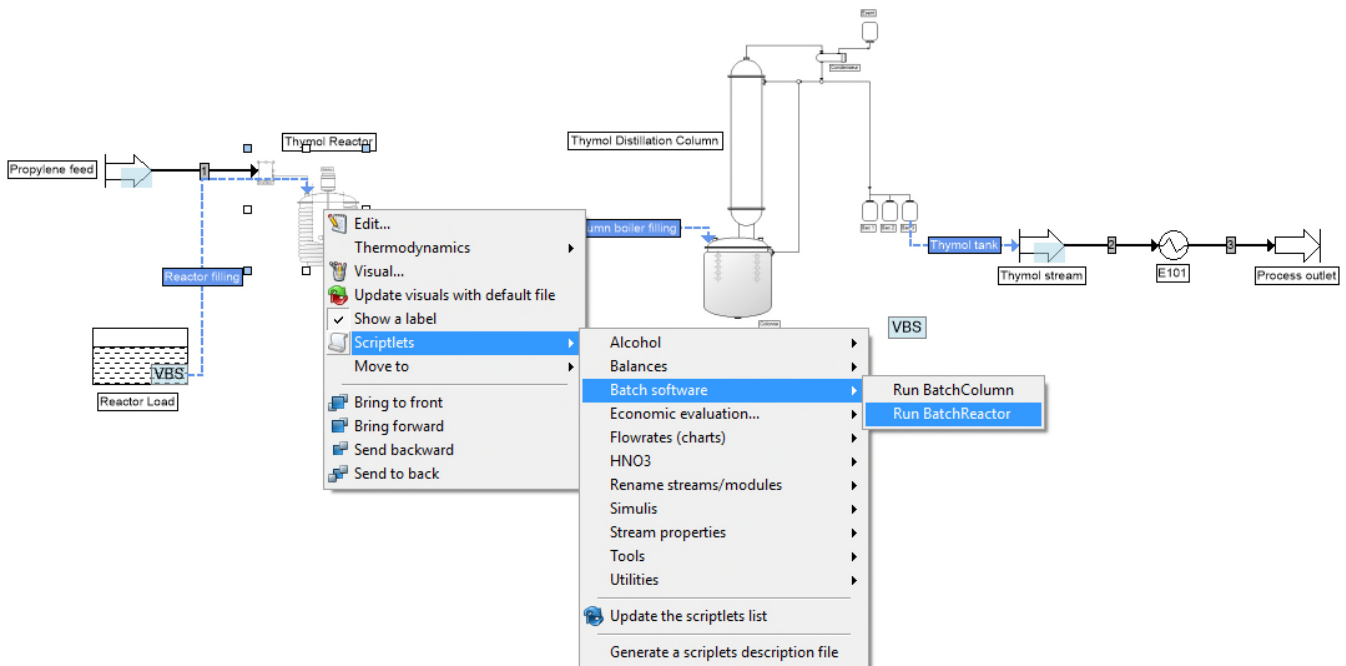 Event
Condenseur
Thymol Reactor
Thymol Distillation Column
Propylene feed
1
umn boiler filling
Thymol tank
2
3
Thymol stream
E101
Process outlet
Reactor filling
VBS
Reactor Load
VBS
Colonne
Edit...
Thermodynamics
Visual...
Update visuals with default file
Show a label
Scriptlets
Move to
Bring to front
Bring forward
Send backward
Send to back
Alcohol
Balances
Batch software
Economic evaluation...
Flowrates (charts)
HNO3
Rename streams/modules
Simulis
Stream properties
Tools
Utilities
Update the scriptlets list
Generate a scriplets description file
Run BatchColumn
Run BatchReactor